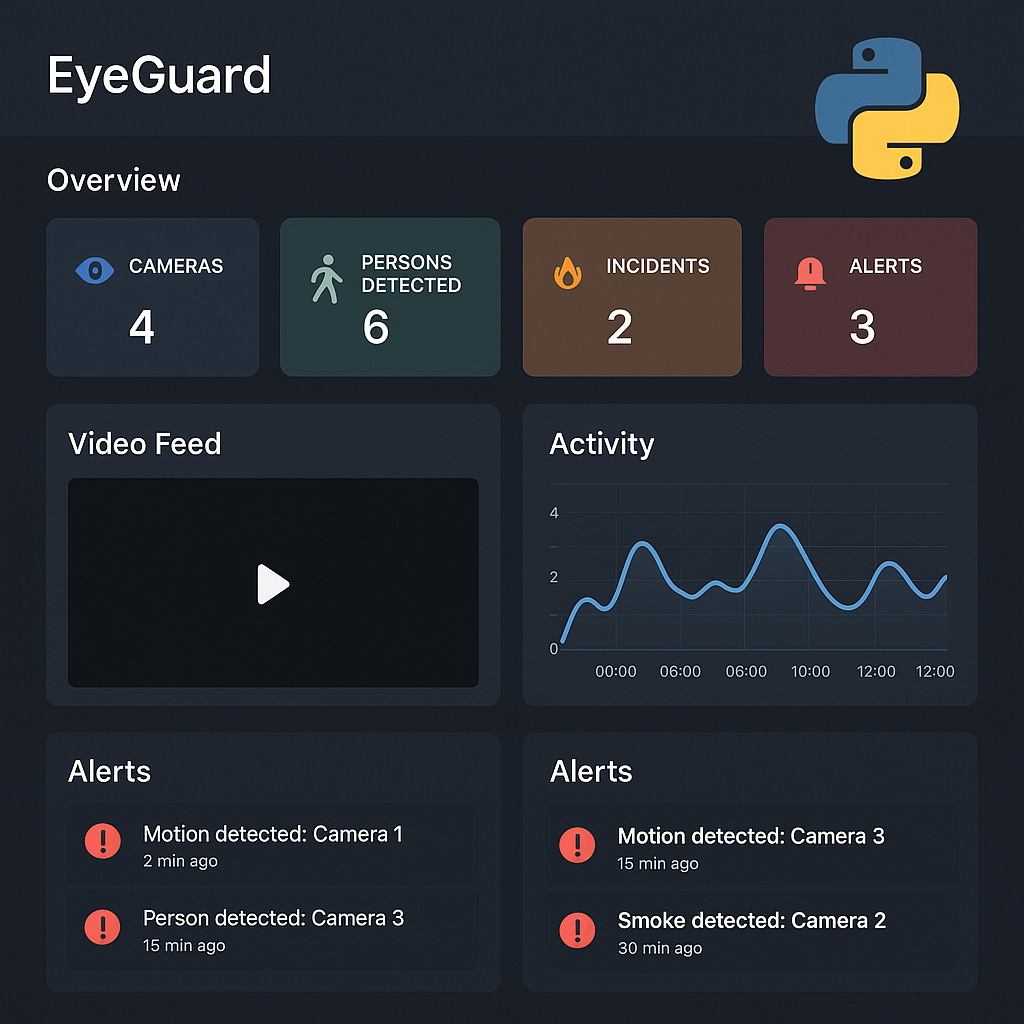 EyeGuard
Overview
CAMERAS
4
PERSONS
DETECTED
6
INCIDENTS
2
ALERTS
3
Video Feed
Activity
4
2
0
00:00 06:00 06:00 10:00 12:00 12:00
Alerts
Motion detected: Camera 1
2 min ago
Person detected: Camera 3
15 min ago
Alerts
Motion detected: Camera 3
15 min ago
Smoke detected: Camera 2
30 min ago